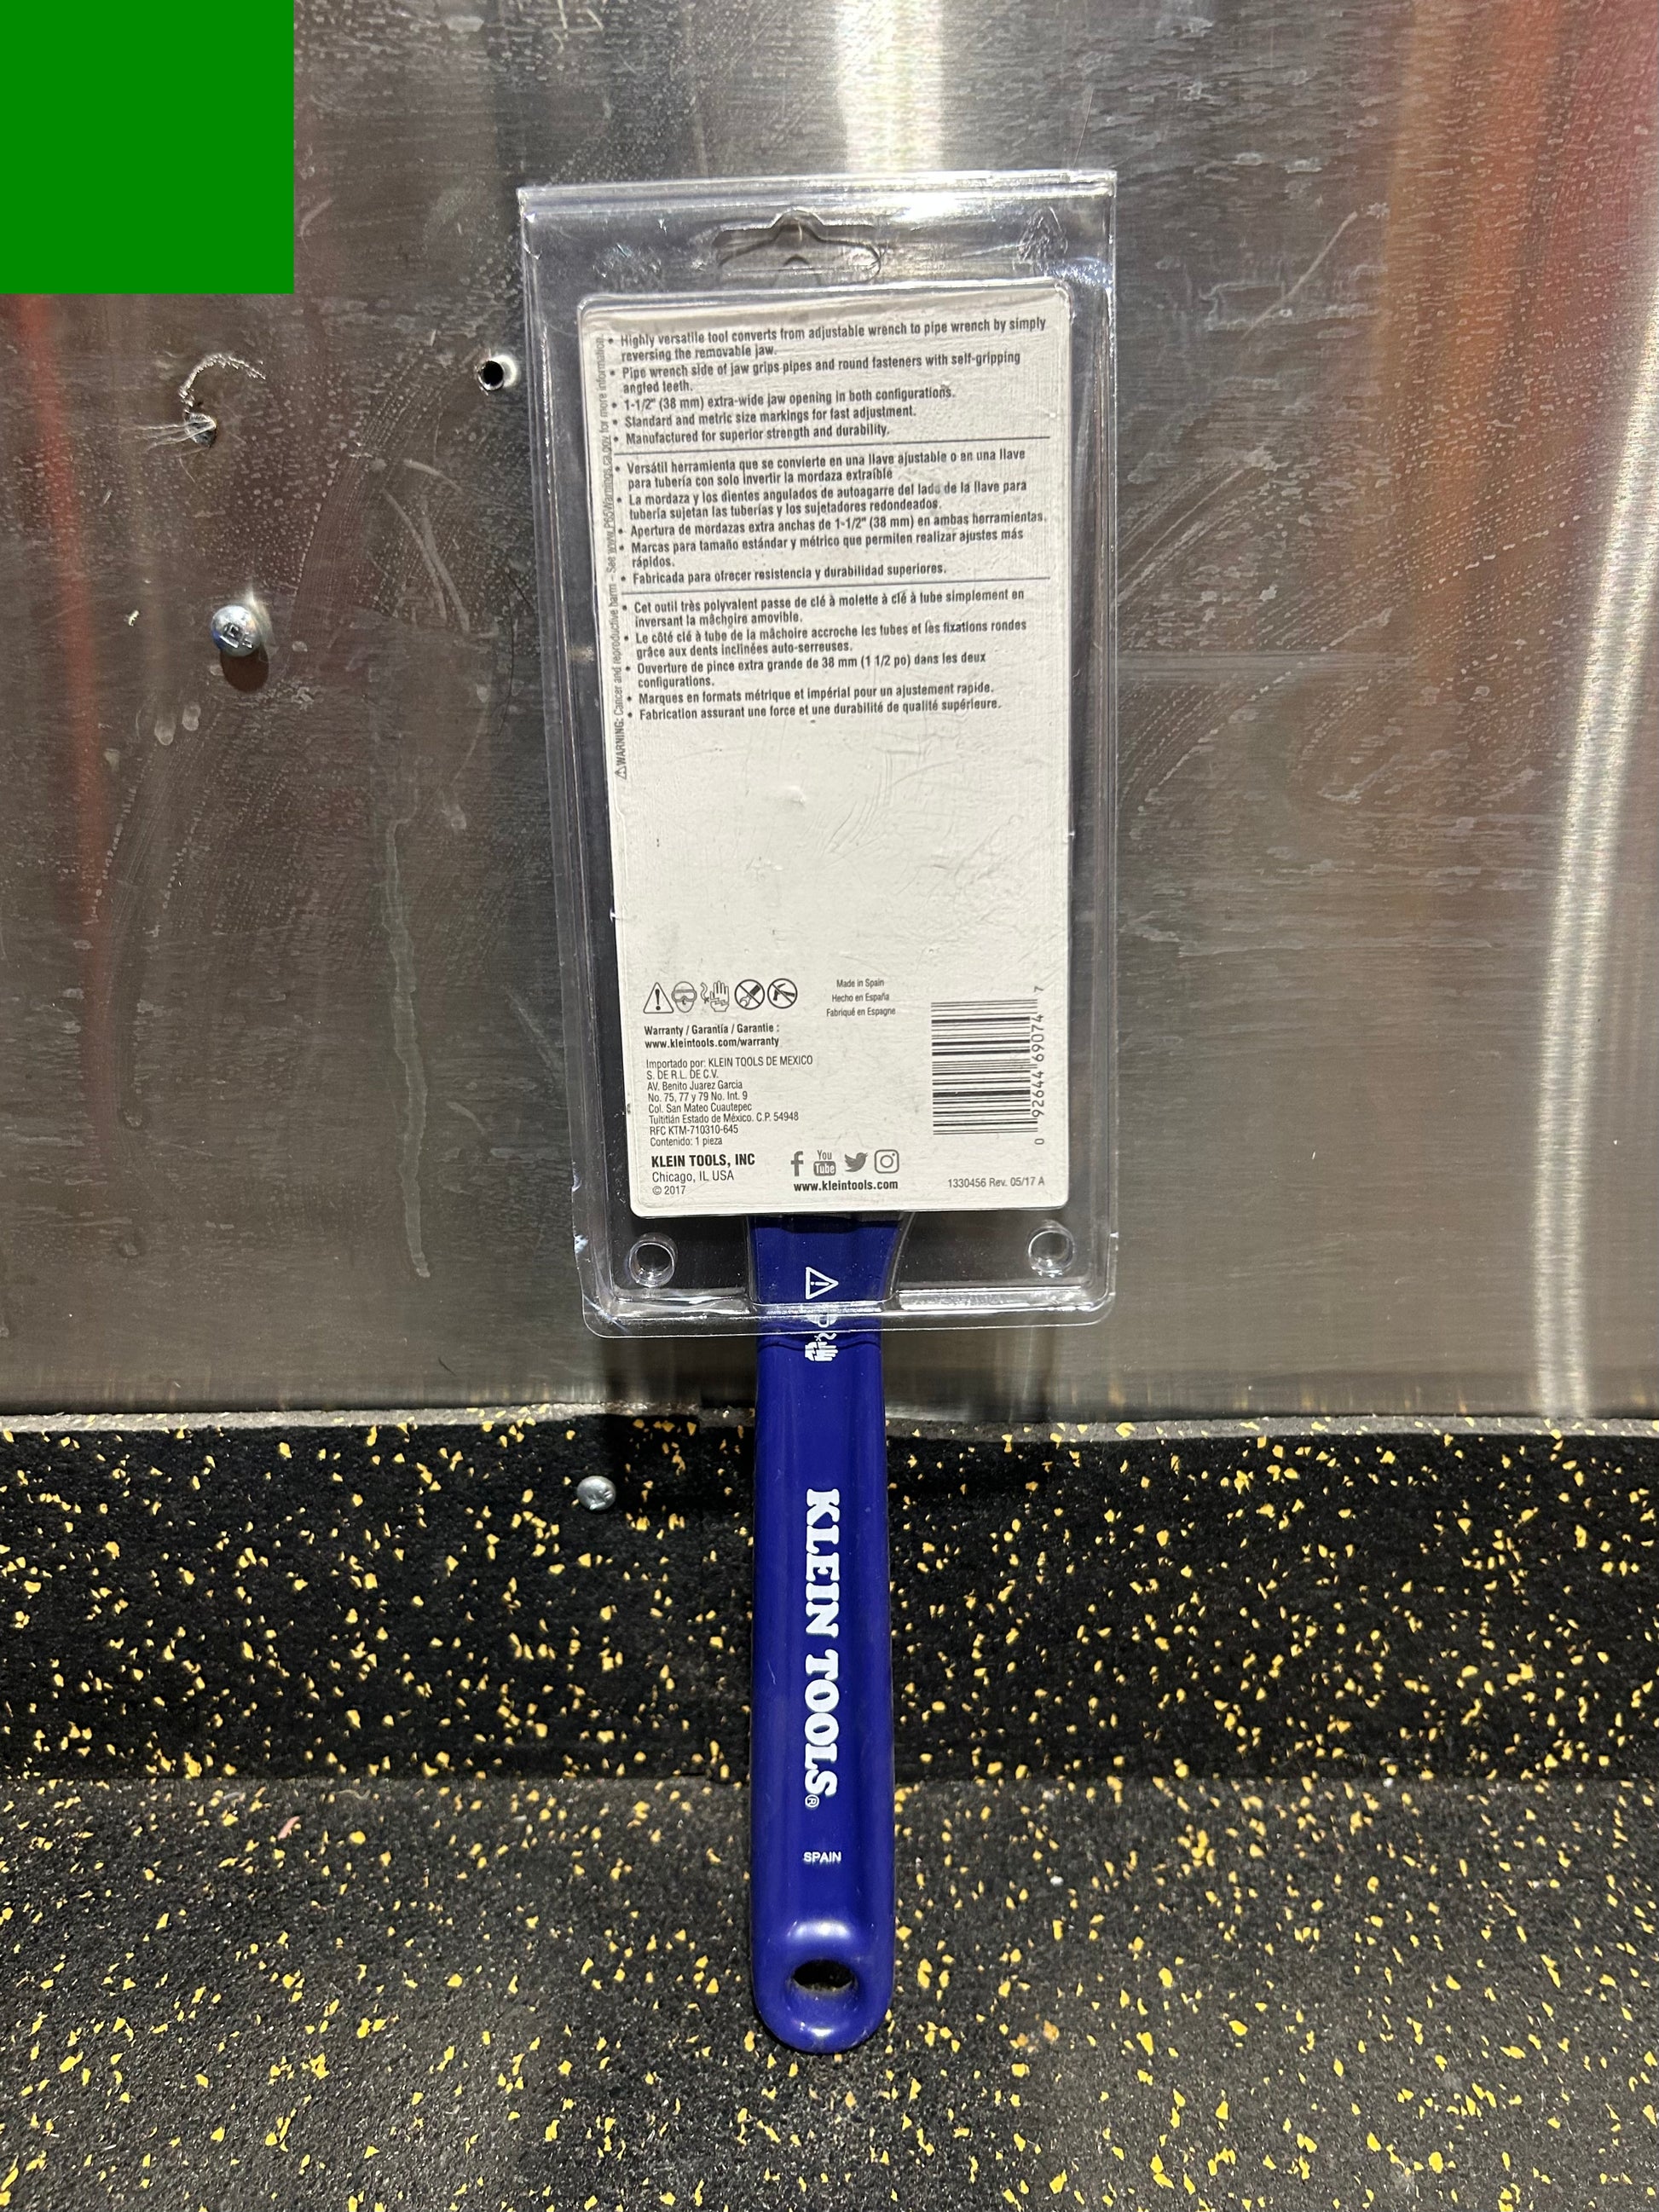 • Highly versatile tool converts from adjustable wrench to pipe wrench by simply
reversing the removable jaw.
• Pipe wrench side of jaw grips pipes and round fasteners with self-gripping
angled teeth.
• 1-1/2" (38 mm) extra-wide jaw opening in both configurations.
• Standard and metric size markings for fast adjustment.
• Manufactured for superior strength and durability.
• Versátil herramienta que se convierte en una llave ajustable o en una llave
para tubería con solo invertir la mordaza extraíble
• La mordaza y los dientes angulados de autoagarre del lado de la llave para
tubería sujetan las tuberías y los sujetadores redondeados.
• Apertura de mordazas extra anchas de 1-1/2" (38 mm) en ambas herramientas.
• Marcas para tamaño estándar y métrico que permiten realizar ajustes más
rápidos.
• Fabricada para ofrecer resistencia y durabilidad superiores.
• Cet outil très polyvalent passe de clé à molette à clé à tube simplement en
inversant la mâchoire amovible.
• Le côté clé à tube de la mâchoire accroche les tubes et les fixations rondes
grâce aux dents inclinées auto-serreuses.
• Ouverture de pince extra grande de 38 mm (1 1/2 po) dans les deux
configurations.
• Marques en formats métrique et impérial pour un ajustement rapide.
• Fabrication assurant une force et une durabilité de qualité supérieure.
⚠WARNING: Cancer and reproductive harm – See www.P65Warnings.ca.gov for more information.
Made in Spain
Hecho en España
Fabriqué en Espagne
Warranty / Garantía / Garantie :
www.kleintools.com/warranty
Importado por: KLEIN TOOLS DE MEXICO
S. DE R.L. DE C.V.
AV. Benito Juarez Garcia
No. 75, 77 y 79 No. Int. 9
Col. San Mateo Cuautepec
Tultitlán Estado de México. C.P. 54948
RFC KTM-710310-645
Contenido: 1 pieza
KLEIN TOOLS, INC
Chicago, IL USA
© 2017
You
Tube
www.kleintools.com
0 92644 69074 7
1330456 Rev. 05/17 A
KLEIN TOOLS®
SPAIN